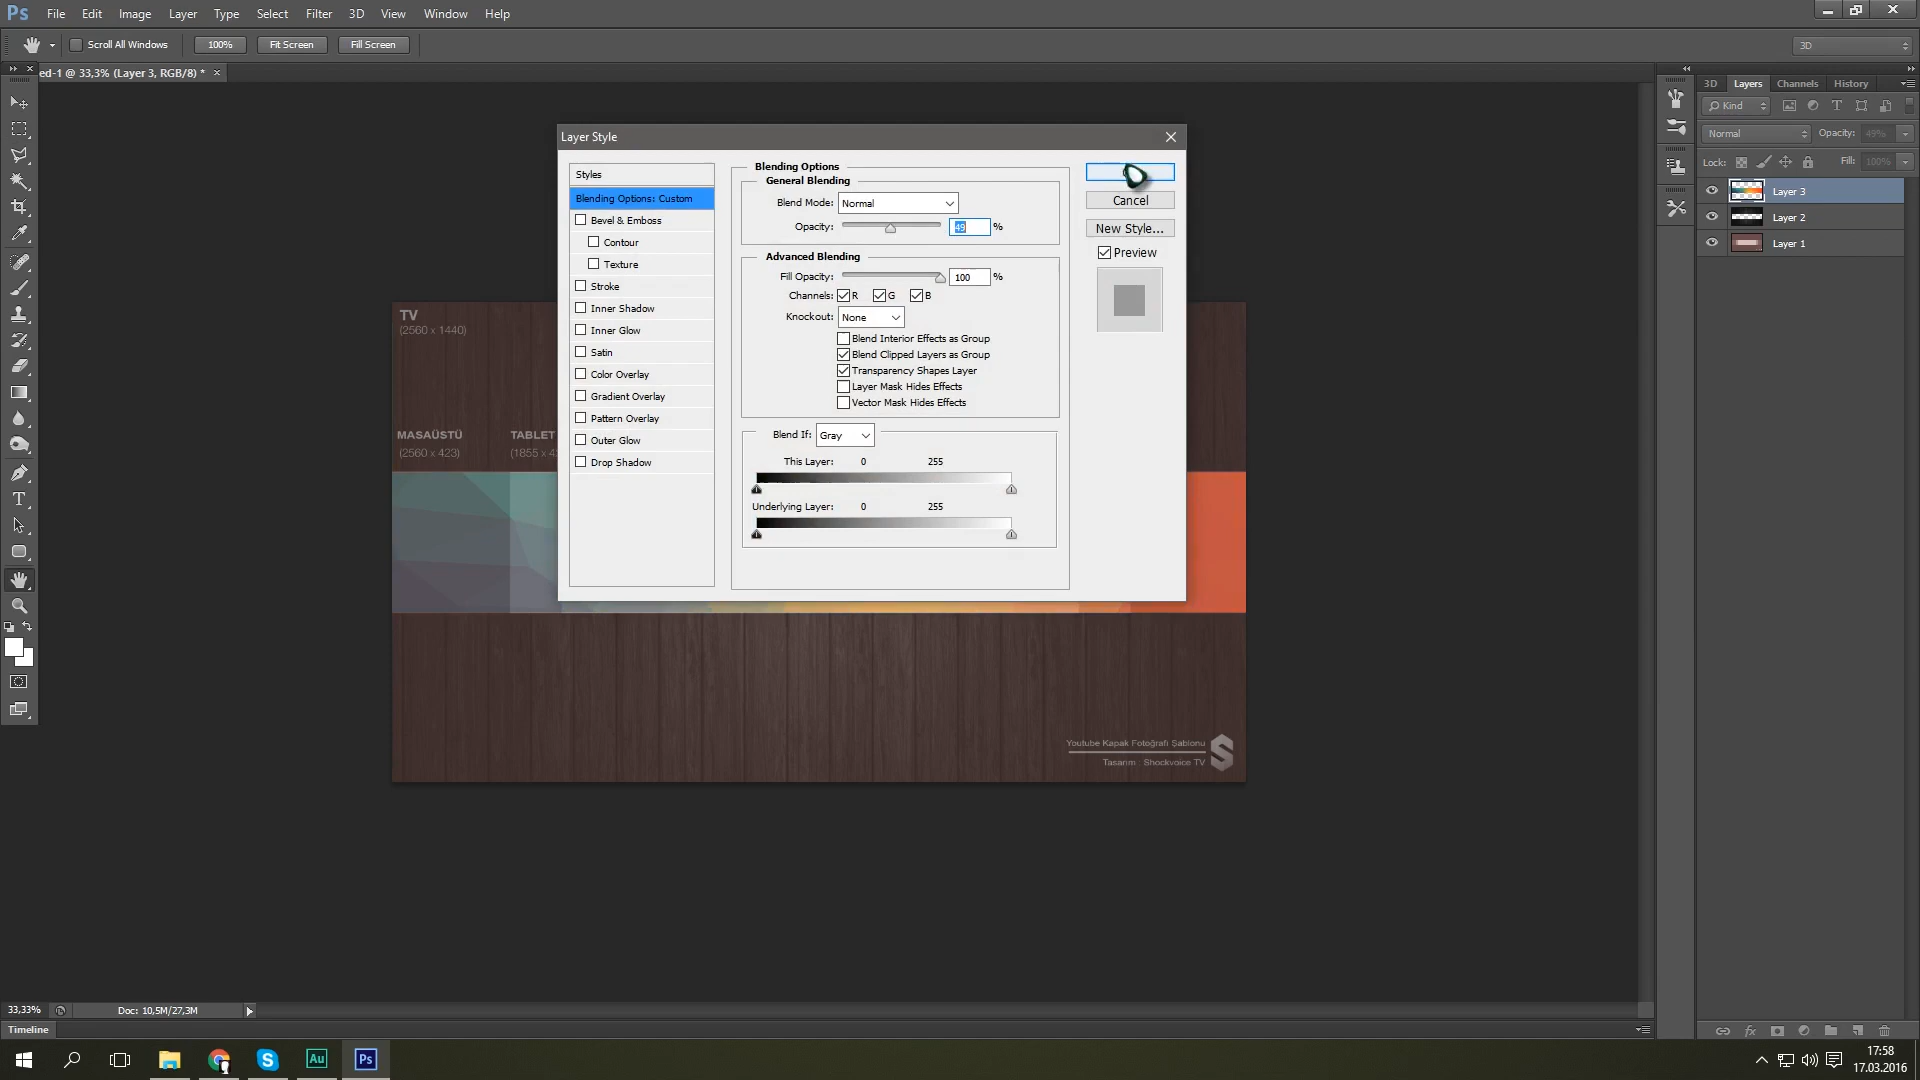 Ps File Edit Image Layer Type Select Filter 3D View Window Help
Scroll All Windows 100% Fit Screen Fill Screen 3D
ed-1 @ 33,3% (Layer 3, RGB/8) * ×
3D Layers Channels History
Kind
Normal Opacity: 49%
Lock: Fill: 100%
Layer 3
Layer 2
Layer 1
Layer Style
Styles
Blending Options: Custom
Bevel & Emboss
Contour
Texture
Stroke
Inner Shadow
Inner Glow
Satin
Color Overlay
Gradient Overlay
Pattern Overlay
Outer Glow
Drop Shadow
Blending Options
General Blending
Blend Mode: Normal
Opacity: 49 %
Advanced Blending
Fill Opacity: 100 %
Channels: R G B
Knockout: None
Blend Interior Effects as Group
Blend Clipped Layers as Group
Transparency Shapes Layer
Layer Mask Hides Effects
Vector Mask Hides Effects
Blend If: Gray
This Layer: 0 255
Underlying Layer: 0 255
Cancel
New Style...
Preview
TV
(2560 x 1440)
MASAÜSTÜ TABLET
(2560 x 423) (1855 x 4
Youtube Kapak Fotoğrafı Şablonu
Tasarım : Shockvoice TV
S
33,33% Doc: 10,5M/27,3M
Timeline
Au Ps
17:58
17.03.2016